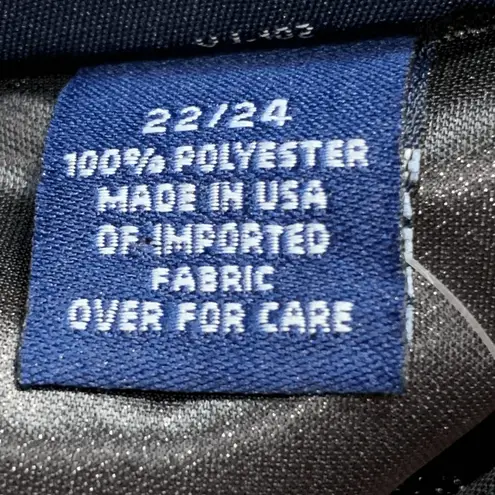 22/24
100% POLYESTER
MADE IN USA
OF IMPORTED
FABRIC
OVER FOR CARE